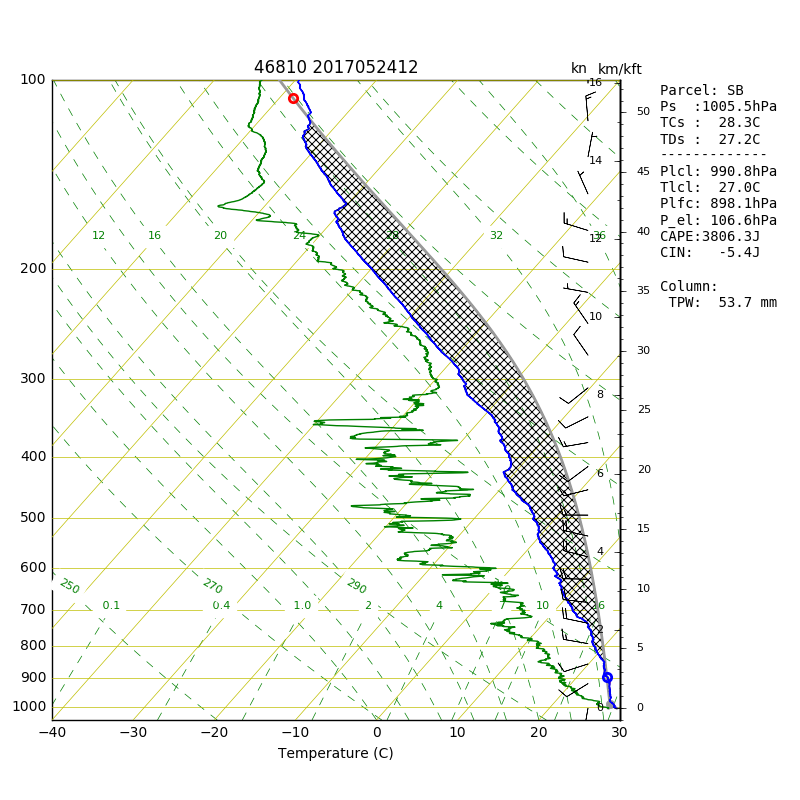 46810 2017052412
kn km/kft
100
200
300
400
500
600
700
800
900
1000
−40 −30 −20 −10 0 10 20 30
Temperature (C)
12 16 20 24 28 32 36
250 270 290
0.1 0.4 1.0 2 4 7 10 16
16
14
12
10
8
6
4
2
0
50
45
40
35
30
25
20
15
10
5
0
Parcel: SB
Ps  :1005.5hPa
TCs :  28.3C
TDs :  27.2C
-------------
Plcl: 990.8hPa
Tlcl:  27.0C
Plfc: 898.1hPa
P_el: 106.6hPa
CAPE:3806.3J
CIN:   -5.4J
Column:
TPW:  53.7 mm